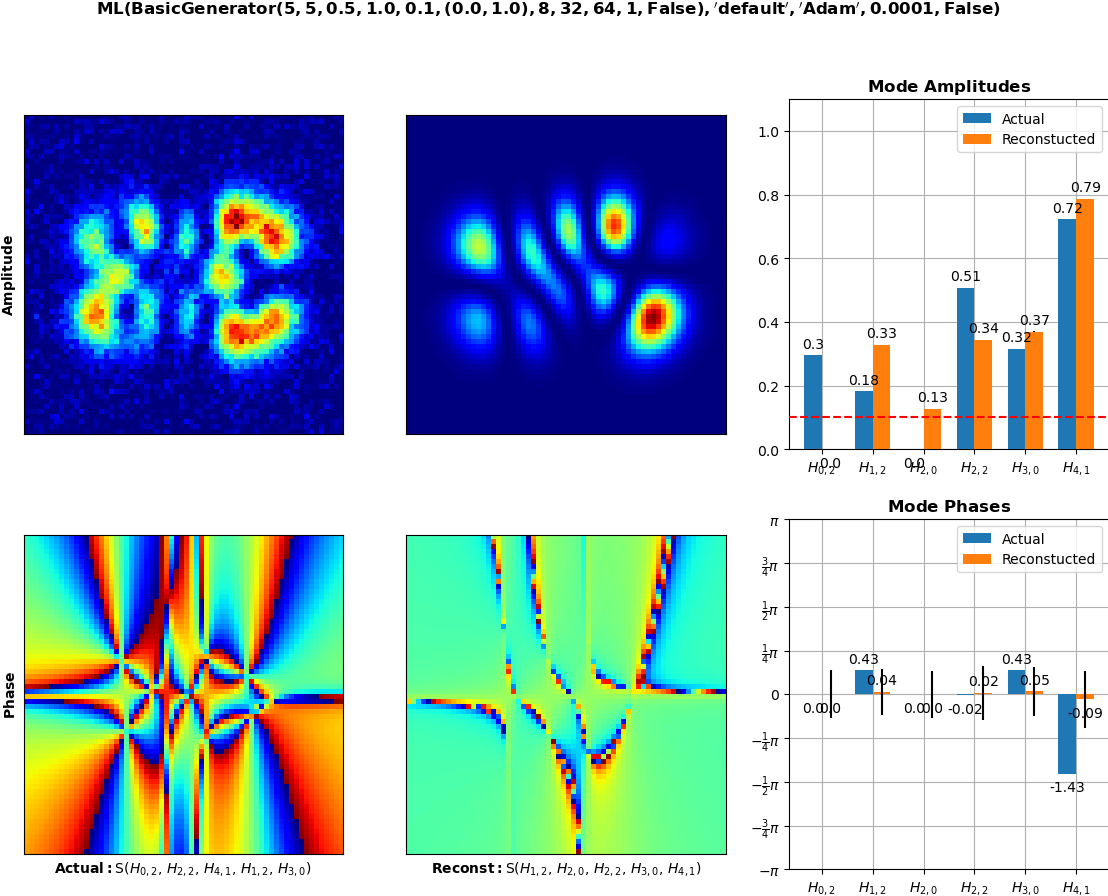 ML(BasicGenerator(5, 5, 0.5, 1.0, 0.1, (0.0, 1.0), 8, 32, 64, 1, False), 'default', 'Adam', 0.0001, False)
Amplitude
Mode Amplitudes
Actual
Reconstucted
1.0
0.8
0.6
0.4
0.2
0.0
0.3
0.0
0.18
0.33
0.0
0.13
0.51
0.34
0.32
0.37
0.72
0.79
H0,2 H1,2 H2,0 H2,2 H3,0 H4,1
Phase
Mode Phases
Actual
Reconstucted
π
3/4π
1/2π
1/4π
0
−1/4π
−1/2π
−3/4π
−π
0.0
0.0
0.43
0.04
0.0
0.0
-0.02
0.02
0.43
0.05
-1.43
-0.09
H0,2 H1,2 H2,0 H2,2 H3,0 H4,1
Actual: S(H0,2, H2,2, H4,1, H1,2, H3,0)
Reconst: S(H1,2, H2,0, H2,2, H3,0, H4,1)